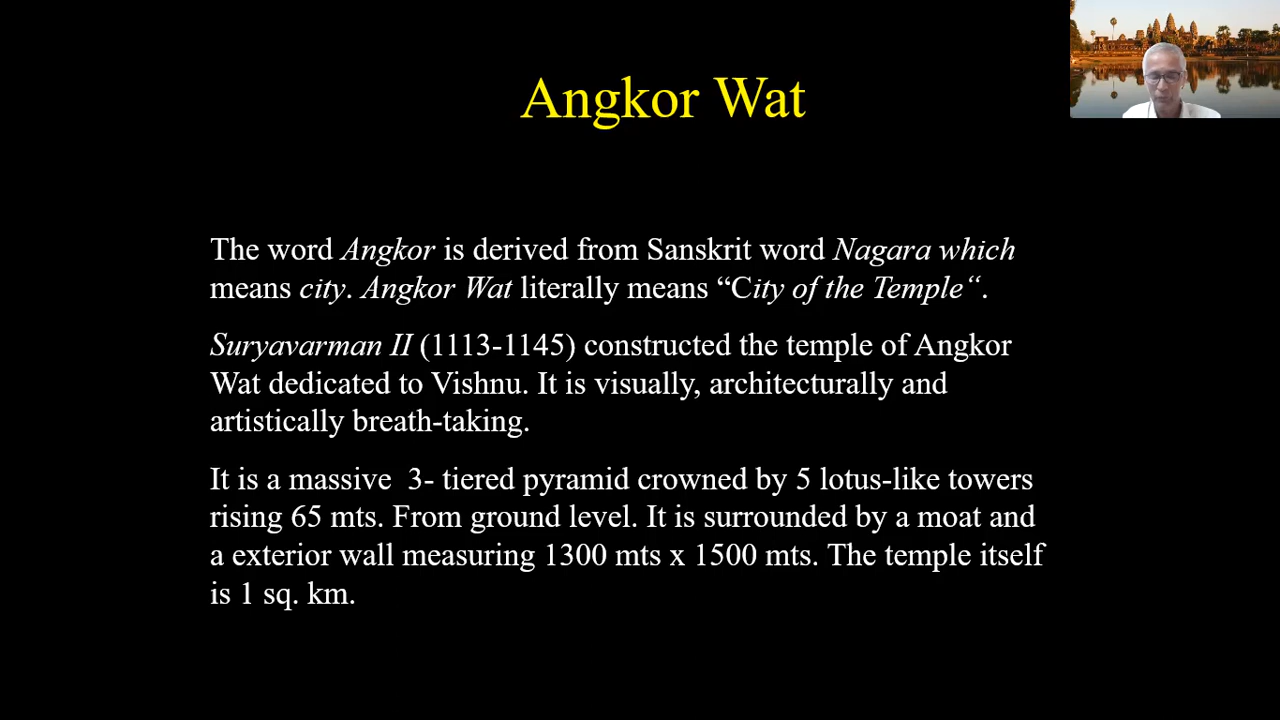 Angkor Wat
The word Angkor is derived from Sanskrit word Nagara which
means city. Angkor Wat literally means “City of the Temple“.
Suryavarman II (1113-1145) constructed the temple of Angkor
Wat dedicated to Vishnu. It is visually, architecturally and
artistically breath-taking.
It is a massive  3- tiered pyramid crowned by 5 lotus-like towers
rising 65 mts. From ground level. It is surrounded by a moat and
a exterior wall measuring 1300 mts x 1500 mts. The temple itself
is 1 sq. km.